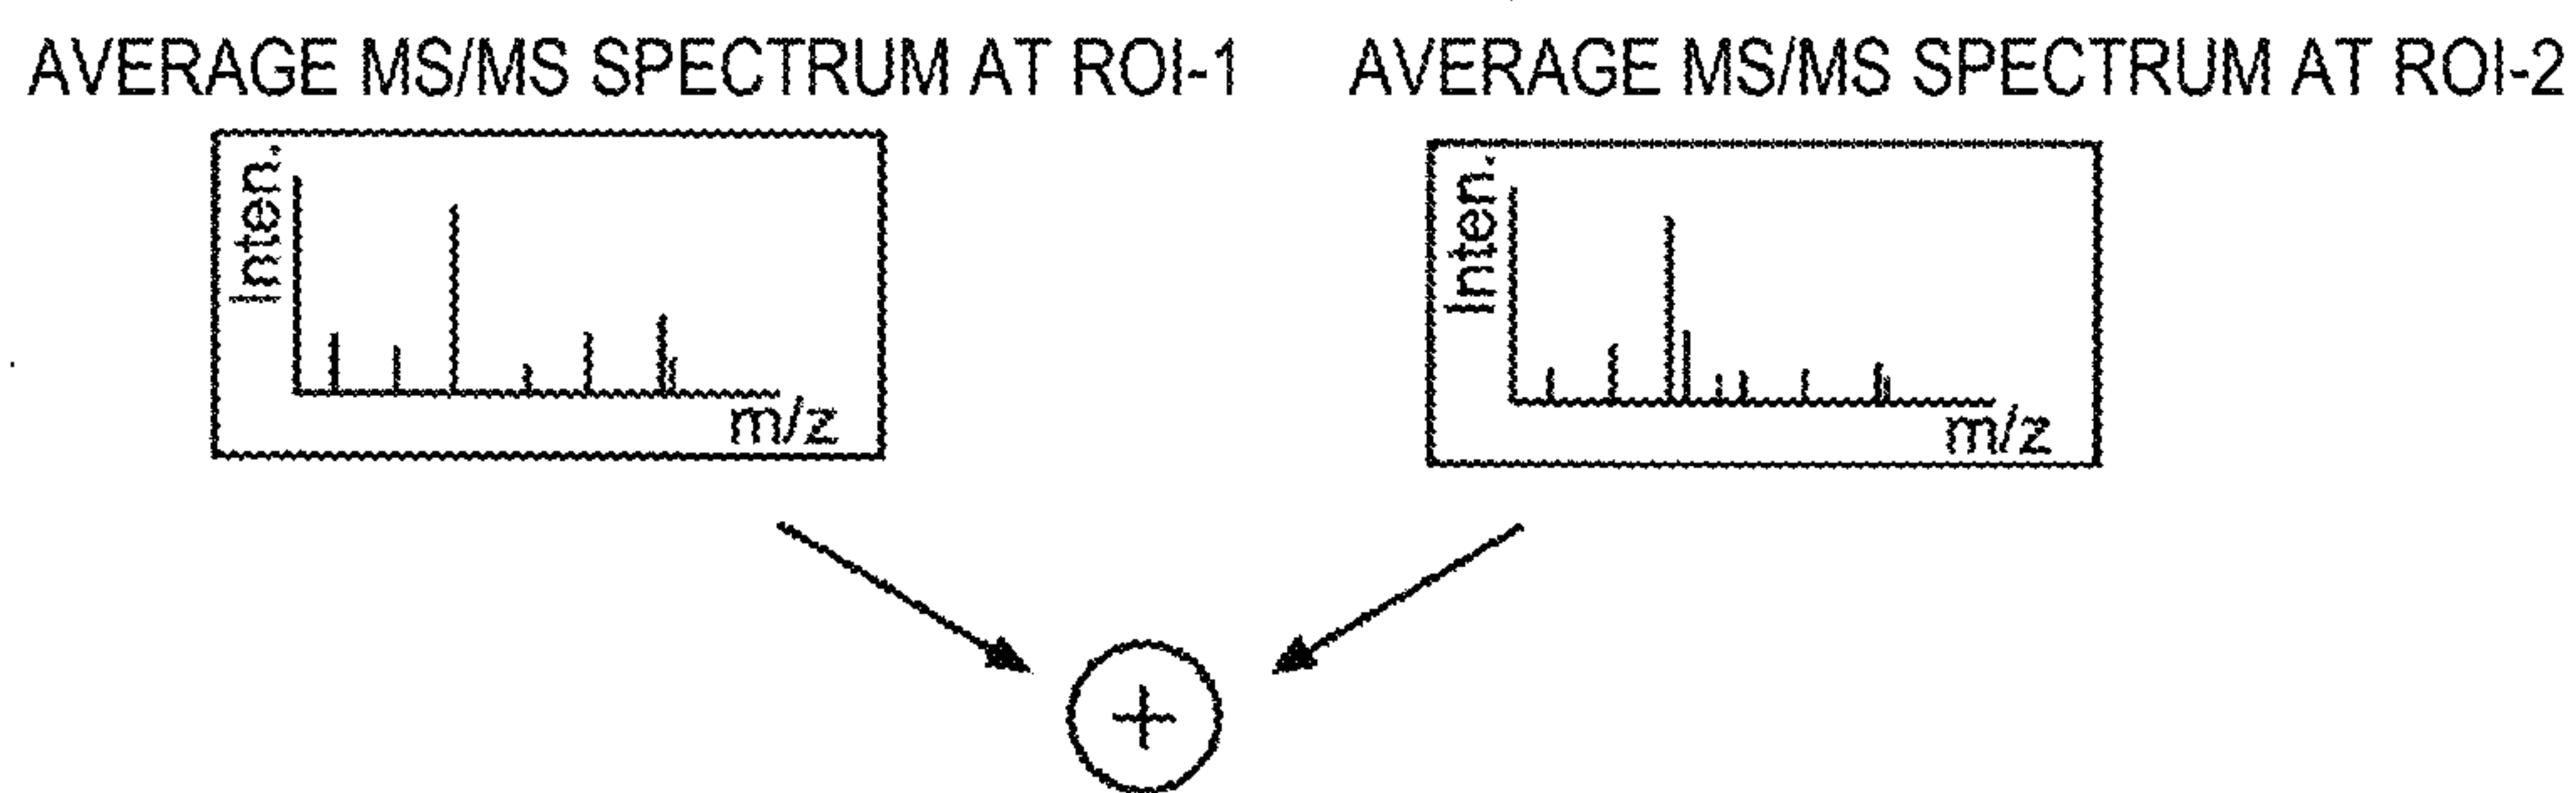 AVERAGE MS/MS SPECTRUM AT ROI-1
AVERAGE MS/MS SPECTRUM AT ROI-2
Inten.
m/z
Inten.
m/z
+